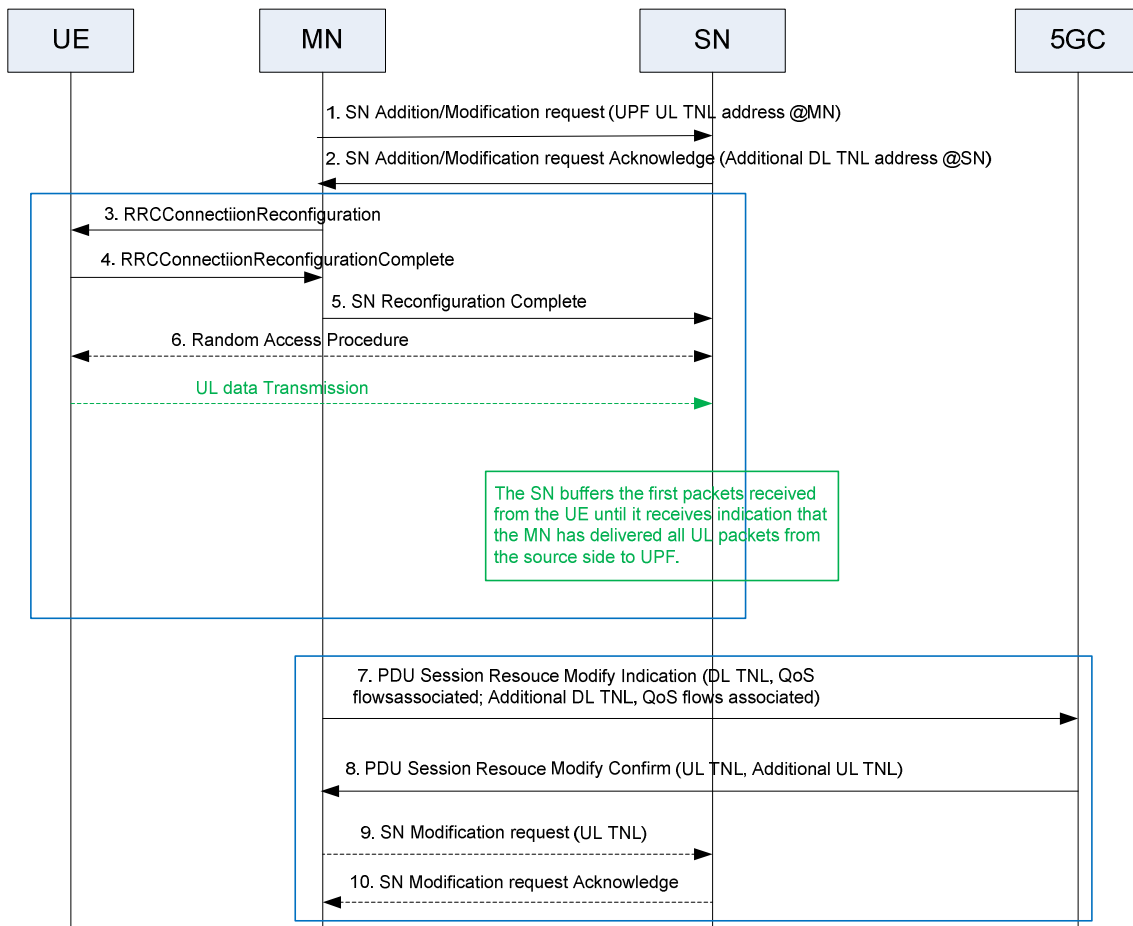 UE
MN
SN
5GC
1. SN Addition/Modification request (UPF UL TNL address @MN)
2. SN Addition/Modification request Acknowledge (Additional DL TNL address @SN)
3. RRCConnectiionReconfiguration
4. RRCConnectiionReconfigurationComplete
5. SN Reconfiguration Complete
6. Random Access Procedure
UL data Transmission
The SN buffers the first packets received
from the UE until it receives indication that
the MN has delivered all UL packets from
the source side to UPF.
7. PDU Session Resouce Modify Indication (DL TNL, QoS
flowsassociated; Additional DL TNL, QoS flows associated)
8. PDU Session Resouce Modify Confirm (UL TNL, Additional UL TNL)
9. SN Modification request (UL TNL)
10. SN Modification request Acknowledge